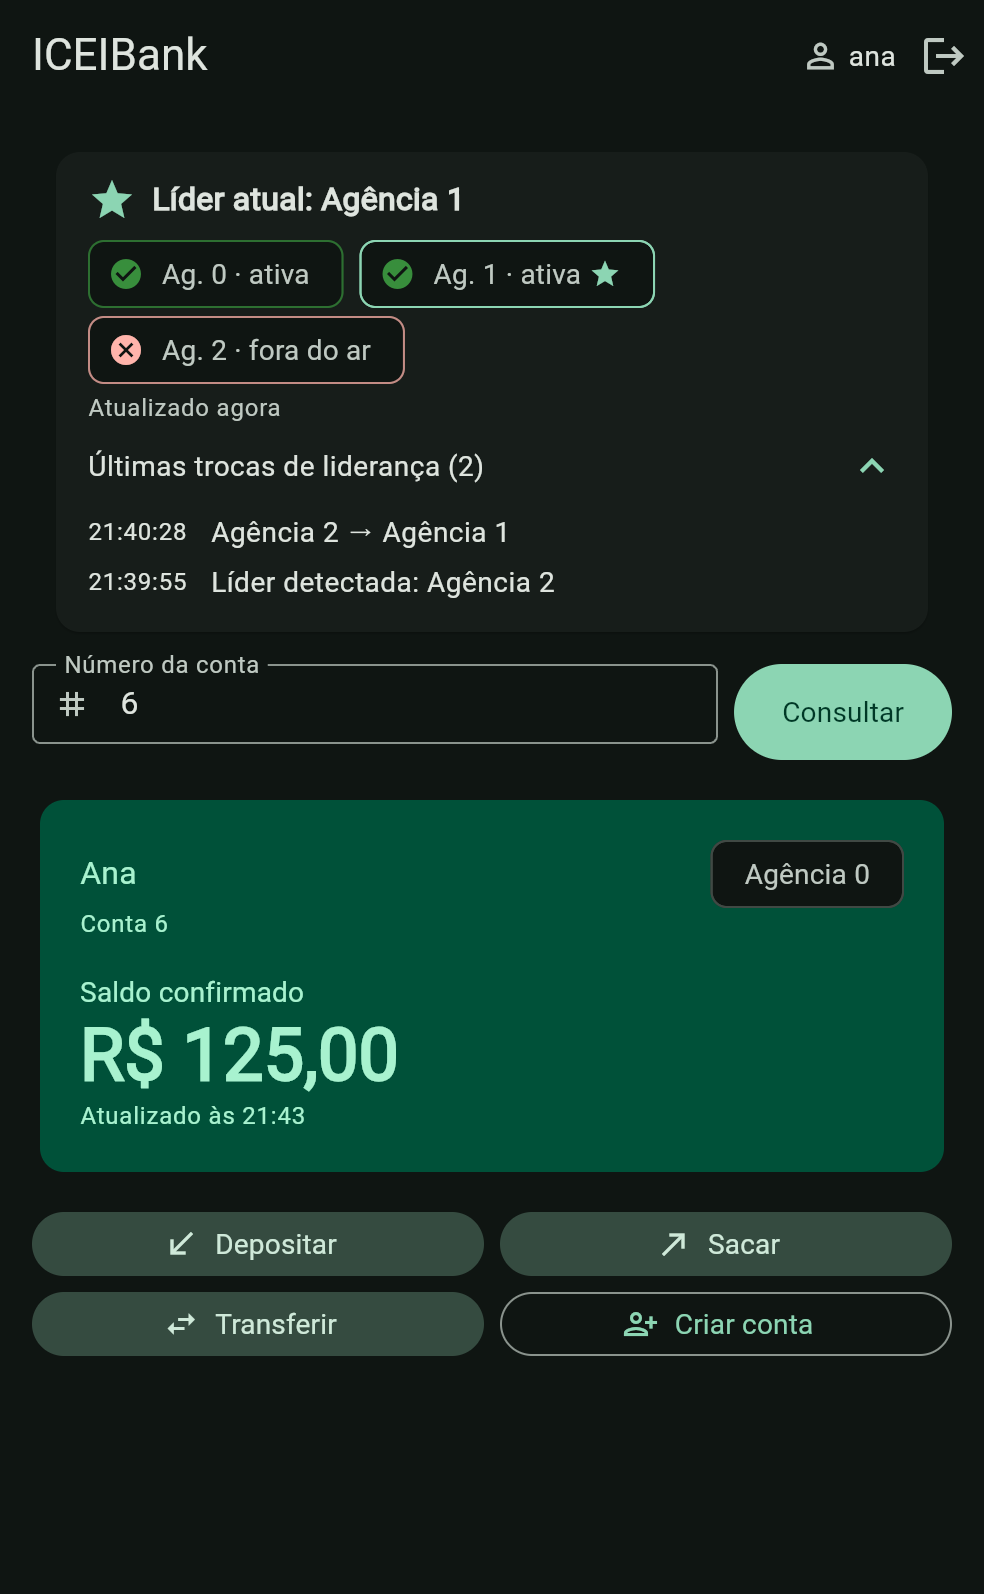 ICEIBank
ana
Líder atual: Agência 1
Ag. 0 · ativa
Ag. 1 · ativa
Ag. 2 · fora do ar
Atualizado agora
Últimas trocas de liderança (2)
21:40:28 Agência 2 → Agência 1
21:39:55 Líder detectada: Agência 2
Número da conta
# 6
Consultar
Ana
Agência 0
Conta 6
Saldo confirmado
R$ 125,00
Atualizado às 21:43
Depositar
Sacar
Transferir
Criar conta